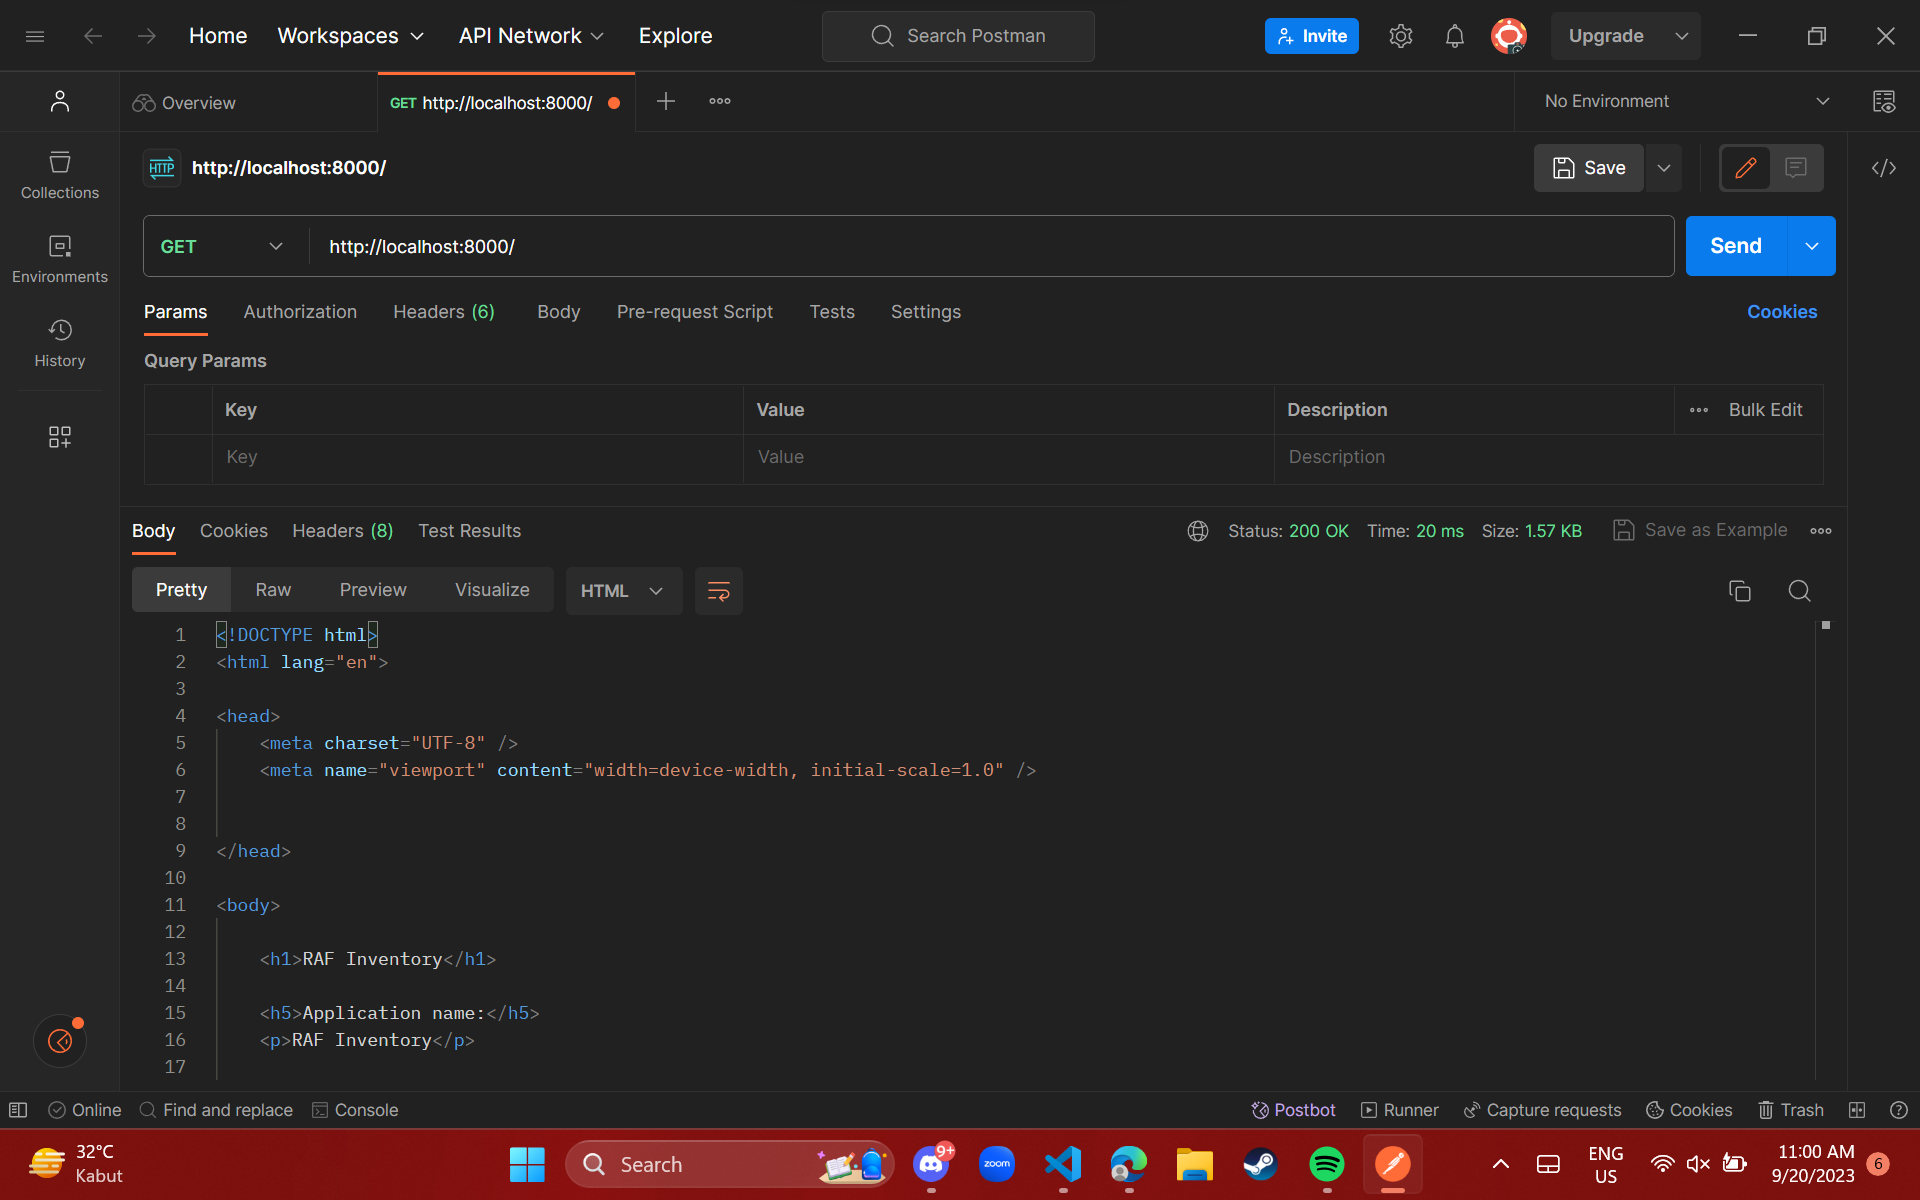 Home Workspaces API Network Explore Search Postman Invite Upgrade
Overview GET http://localhost:8000/ No Environment
HTTP http://localhost:8000/ Save
Collections
GET http://localhost:8000/ Send
Environments
Params Authorization Headers (6) Body Pre-request Script Tests Settings Cookies
History
Query Params
Key Value Description Bulk Edit
Key Value Description
Body Cookies Headers (8) Test Results Status: 200 OK Time: 20 ms Size: 1.57 KB Save as Example
Pretty Raw Preview Visualize HTML
1 <!DOCTYPE html>
2 <html lang="en">
3
4 <head>
5 <meta charset="UTF-8" />
6 <meta name="viewport" content="width=device-width, initial-scale=1.0" />
7
8
9 </head>
10
11 <body>
12
13 <h1>RAF Inventory</h1>
14
15 <h5>Application name:</h5>
16 <p>RAF Inventory</p>
17
Online Find and replace Console Postbot Runner Capture requests Cookies Trash
32°C
Kabut
Search
9+
zoom
ENG
US
11:00 AM
9/20/2023
6